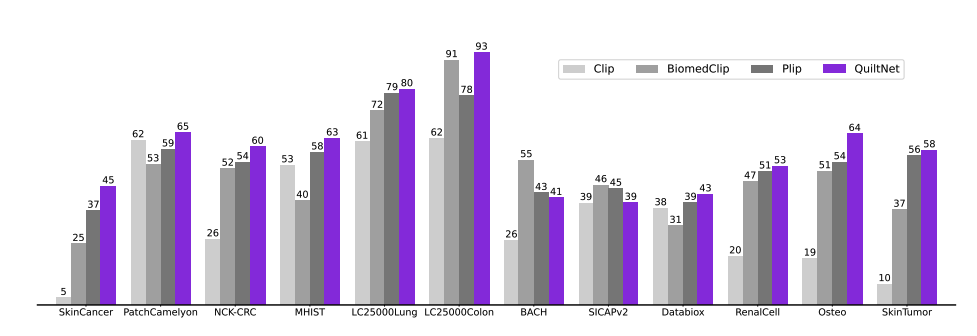 Clip BiomedClip Plip QuiltNet
5 25 37 45
62 53 59 65
26 52 54 60
53 40 58 63
61 72 79 80
62 91 78 93
26 55 43 41
39 46 45 39
38 31 39 43
20 47 51 53
19 51 54 64
10 37 56 58
SkinCancer PatchCamelyon NCK-CRC MHIST LC25000Lung LC25000Colon BACH SICAPv2 Databiox RenalCell Osteo SkinTumor